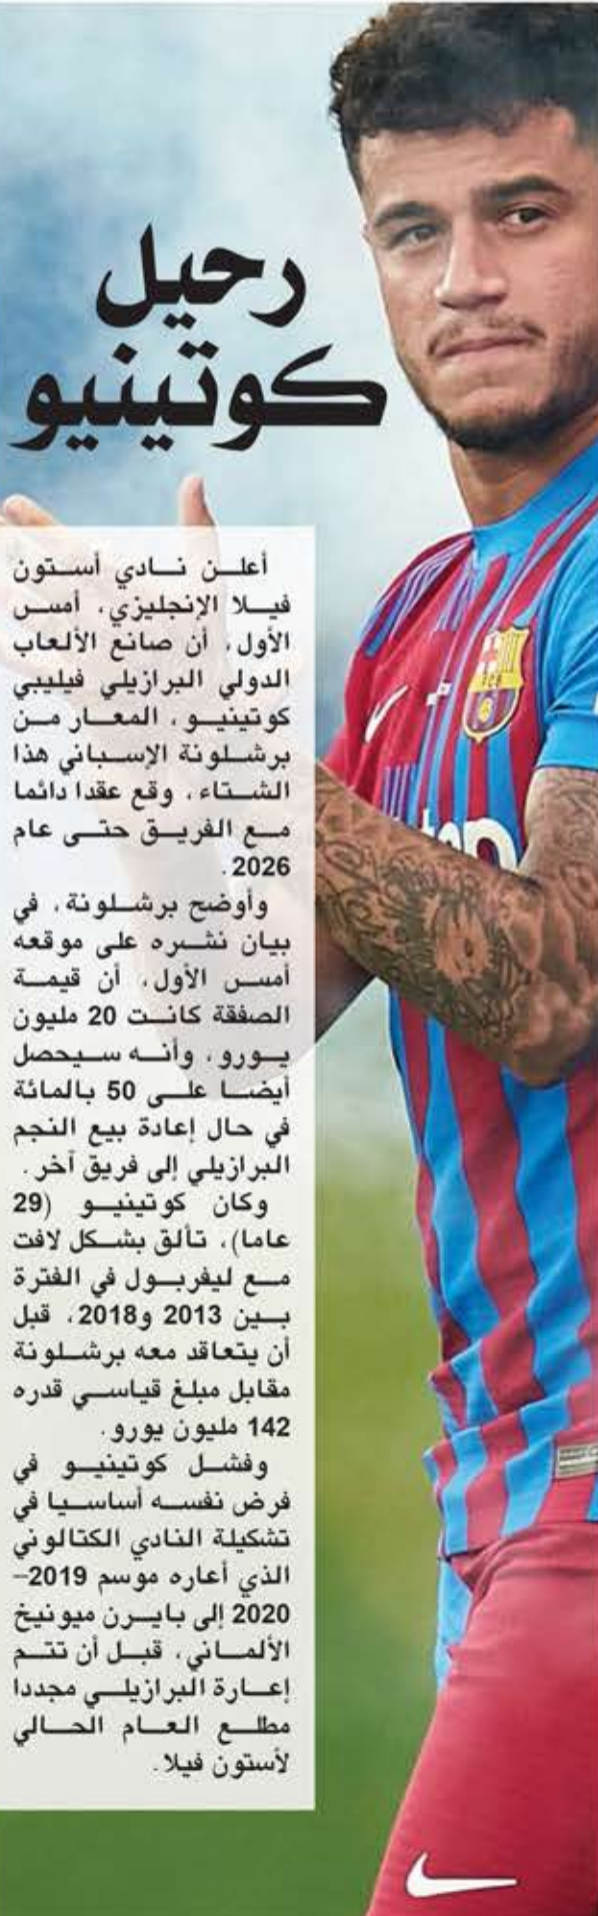 رحيل
كوتينيو
أعلن نادي أستون
فيلا الإنجليزي، أمس
الأول، أن صانع الألعاب
الدولي البرازيلي فيليبي
كوتينيو، المعار من
برشلونة الإسباني هذا
الشتاء، وقع عقدا دائما
مع الفريق حتى عام
2026.
وأوضح برشلونة، في
بيان نشره على موقعه
أمس الأول، أن قيمة
الصفقة كانت 20 مليون
يورو، وأنه سيحصل
أيضا على 50 بالمائة
في حال إعادة بيع النجم
البرازيلي إلى فريق آخر.
وكان كوتينيو (29
عاما)، تألق بشكل لافت
مع ليفربول في الفترة
بين 2013 و2018، قبل
أن يتعاقد معه برشلونة
مقابل مبلغ قياسي قدره
142 مليون يورو.
وفشل كوتينيو في
فرض نفسه أساسيا في
تشكيلة النادي الكتالوني
الذي أعاره موسم 2019–
2020 إلى بايرن ميونيخ
الألماني، قبل أن تتم
إعارة البرازيلي مجددا
مطلع العام الحالي
لأستون فيلا.